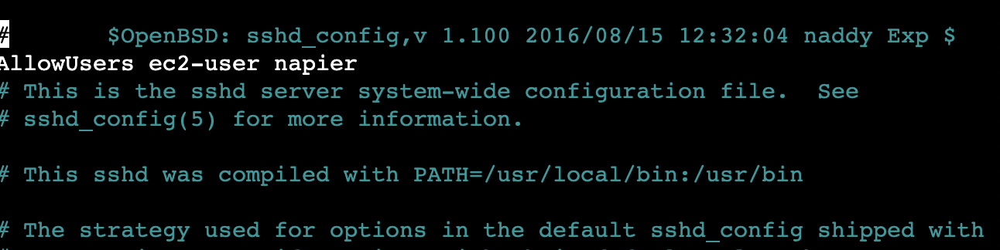 #       $OpenBSD: sshd_config,v 1.100 2016/08/15 12:32:04 naddy Exp $
AllowUsers ec2-user napier
# This is the sshd server system-wide configuration file.  See
# sshd_config(5) for more information.
# This sshd was compiled with PATH=/usr/local/bin:/usr/bin
# The strategy used for options in the default sshd_config shipped with